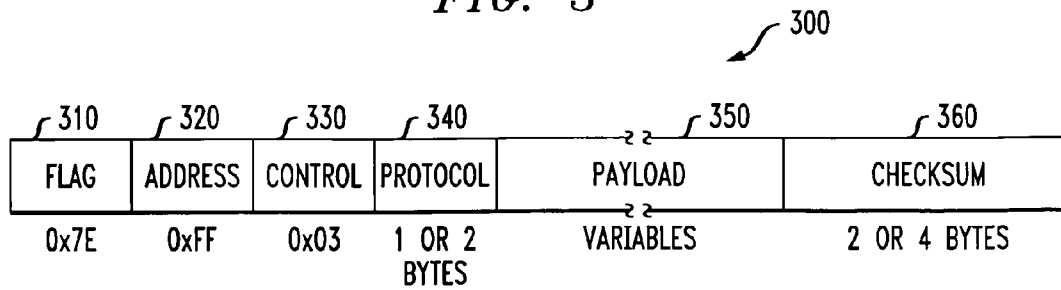 FIG. 3
300
310 320 330 340 350 360
FLAG ADDRESS CONTROL PROTOCOL PAYLOAD CHECKSUM
0x7E 0xFF 0x03 1 OR 2 BYTES VARIABLES 2 OR 4 BYTES